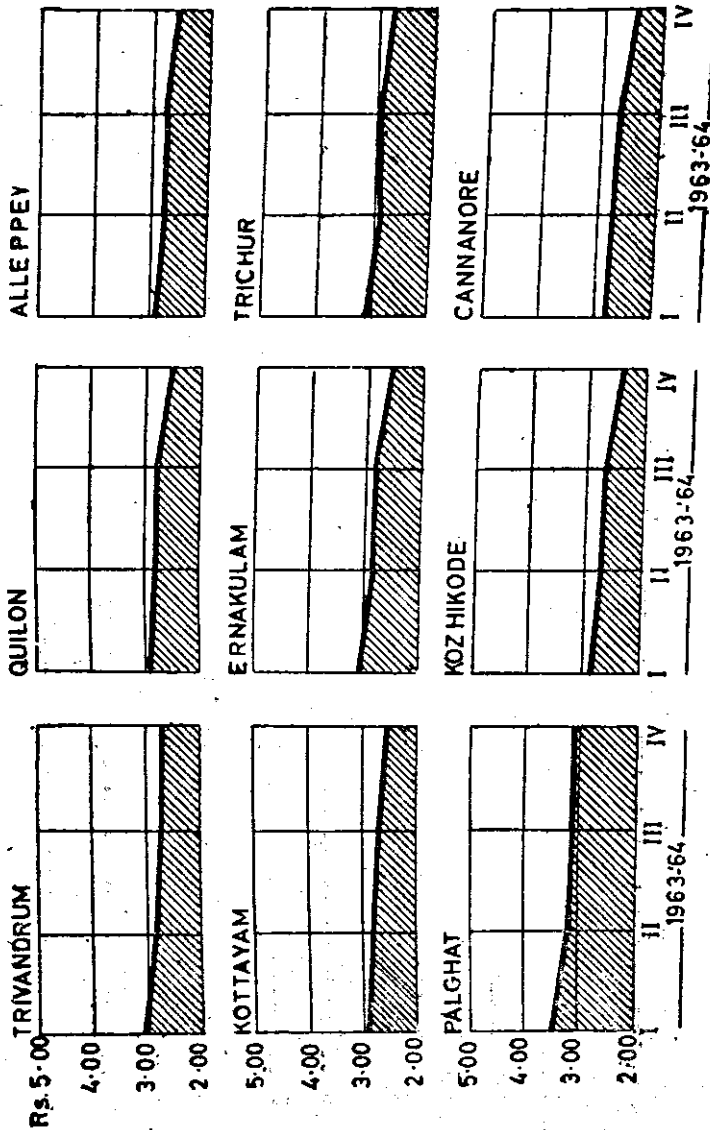 TRIVANDRUM
QUILON
ALLEPPEY
Rs. 5·00
4·00
3·00
2·00
KOTTAYAM
ERNAKULAM
TRICHUR
5·00
4·00
3·00
2·00
PALGHAT
KOZHIKODE
CANNANORE
5·00
4·00
3·00
2·00
I II III IV
I II III IV
I II III IV
1963-'64
1963-'64
1963-'64